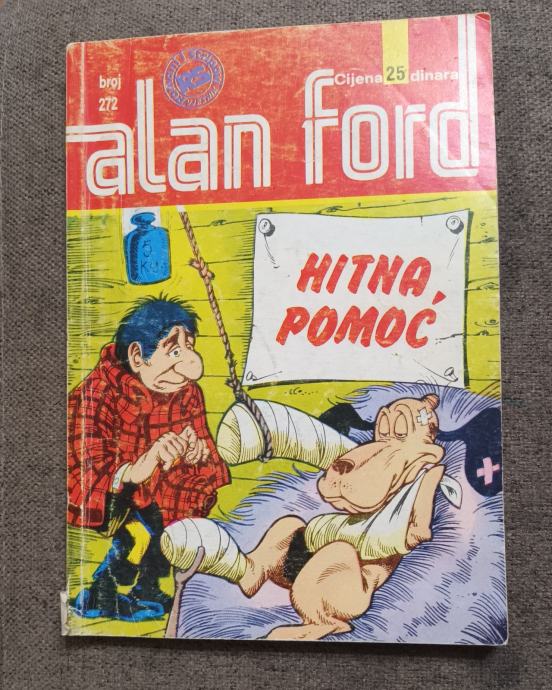 broj
272
Cijena 25 dinara
alan ford
5
KG
HITNA
POMOĆ